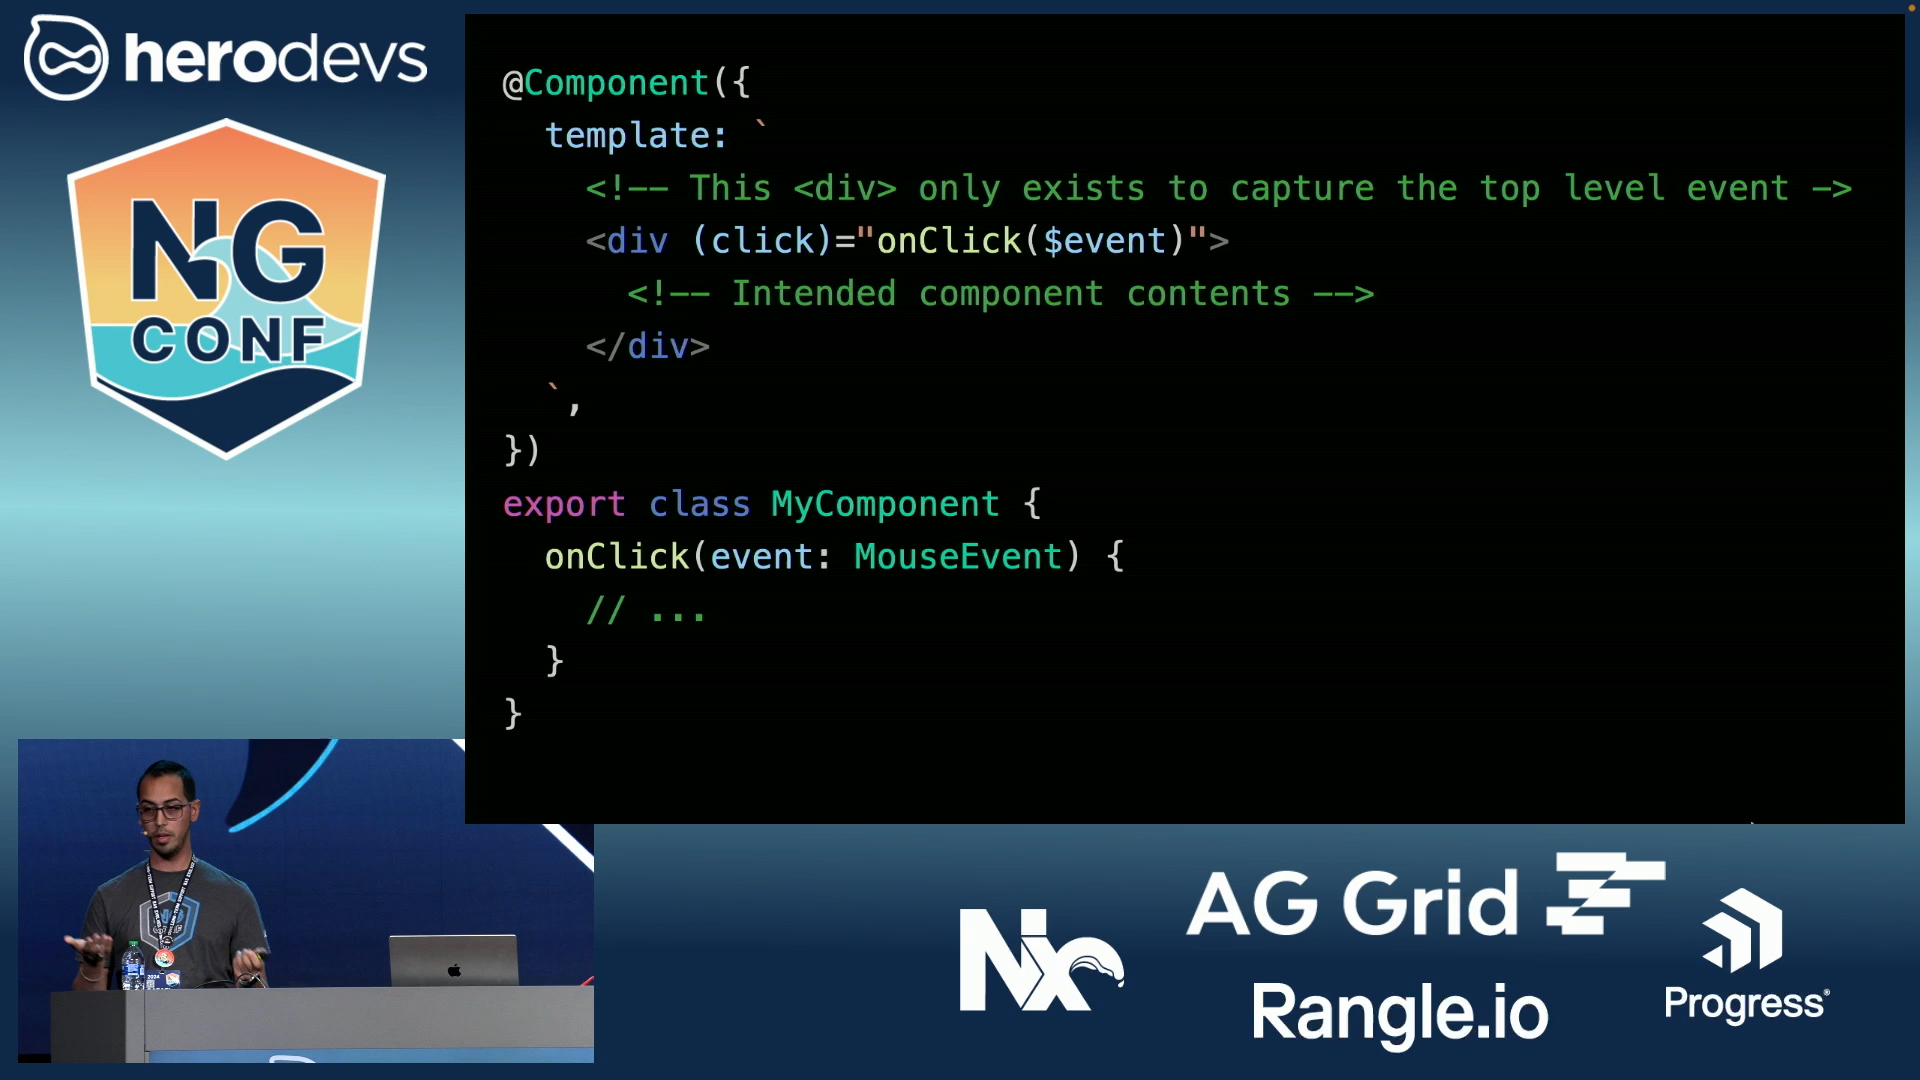 herodevs
NG
CONF
@Component({
template: `
<!-- This <div> only exists to capture the top level event ->
<div (click)="onClick($event)">
<!-- Intended component contents -->
</div>
`,
})
export class MyComponent {
onClick(event: MouseEvent) {
// ...
}
}
Nx
AG Grid
Rangle.io
Progress®